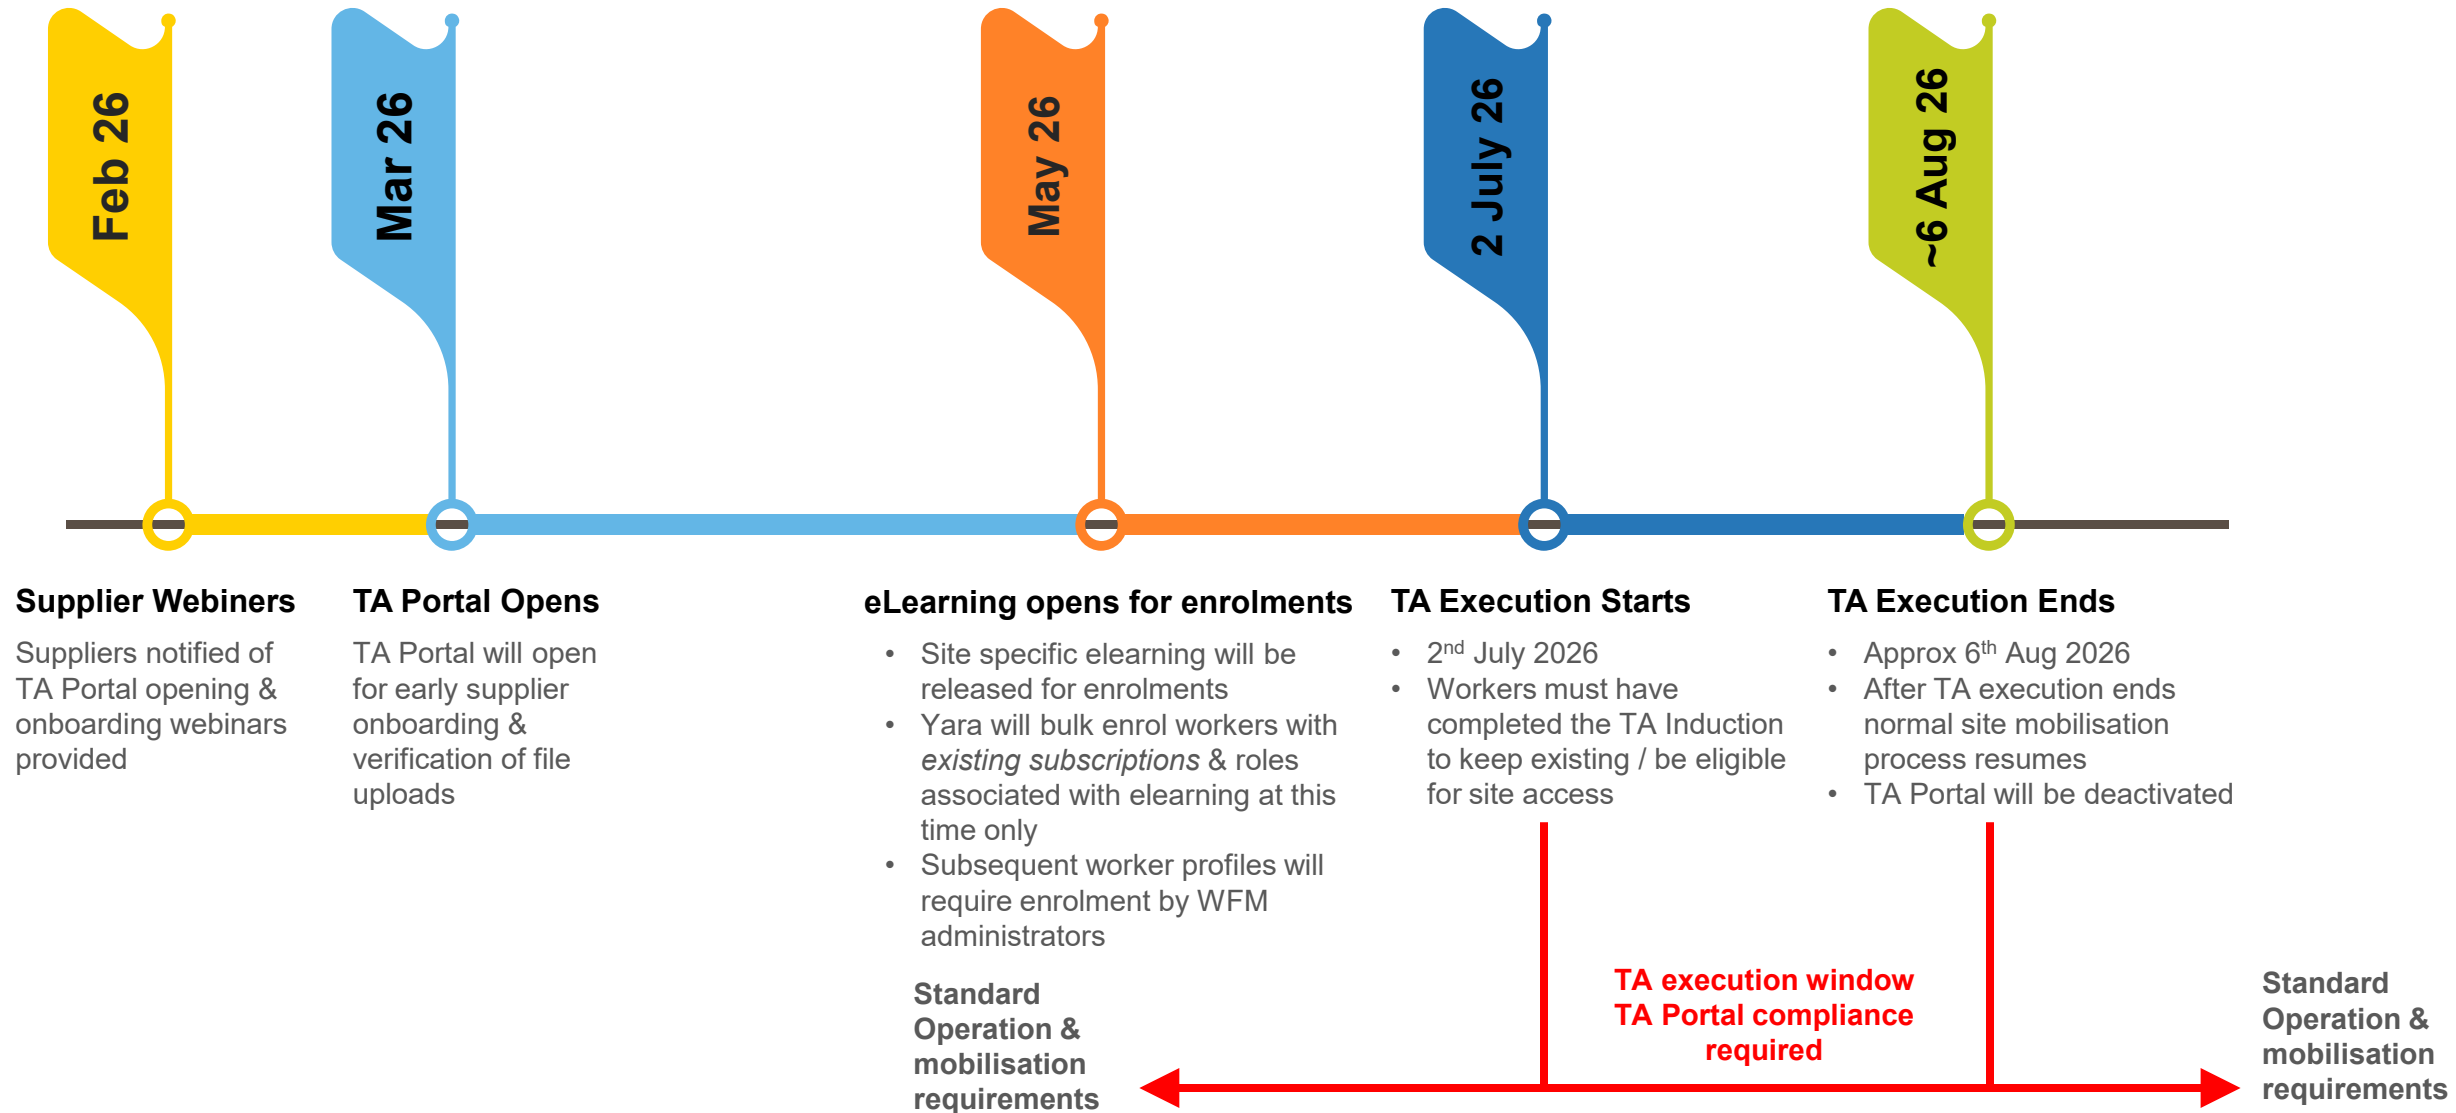 Feb 26
Mar 26
May 26
2 July 26
~6 Aug 26
Supplier Webiners
Suppliers notified of
TA Portal opening &
onboarding webinars
provided
TA Portal Opens
TA Portal will open
for early supplier
onboarding &
verification of file
uploads
eLearning opens for enrolments
• Site specific elearning will be
released for enrolments
• Yara will bulk enrol workers with
existing subscriptions & roles
associated with elearning at this
time only
• Subsequent worker profiles will
require enrolment by WFM
administrators
TA Execution Starts
• 2nd July 2026
• Workers must have
completed the TA Induction
to keep existing / be eligible
for site access
TA Execution Ends
• Approx 6th Aug 2026
• After TA execution ends
normal site mobilisation
process resumes
• TA Portal will be deactivated
Standard
Operation &
mobilisation
requirements
TA execution window
TA Portal compliance
required
Standard
Operation &
mobilisation
requirements